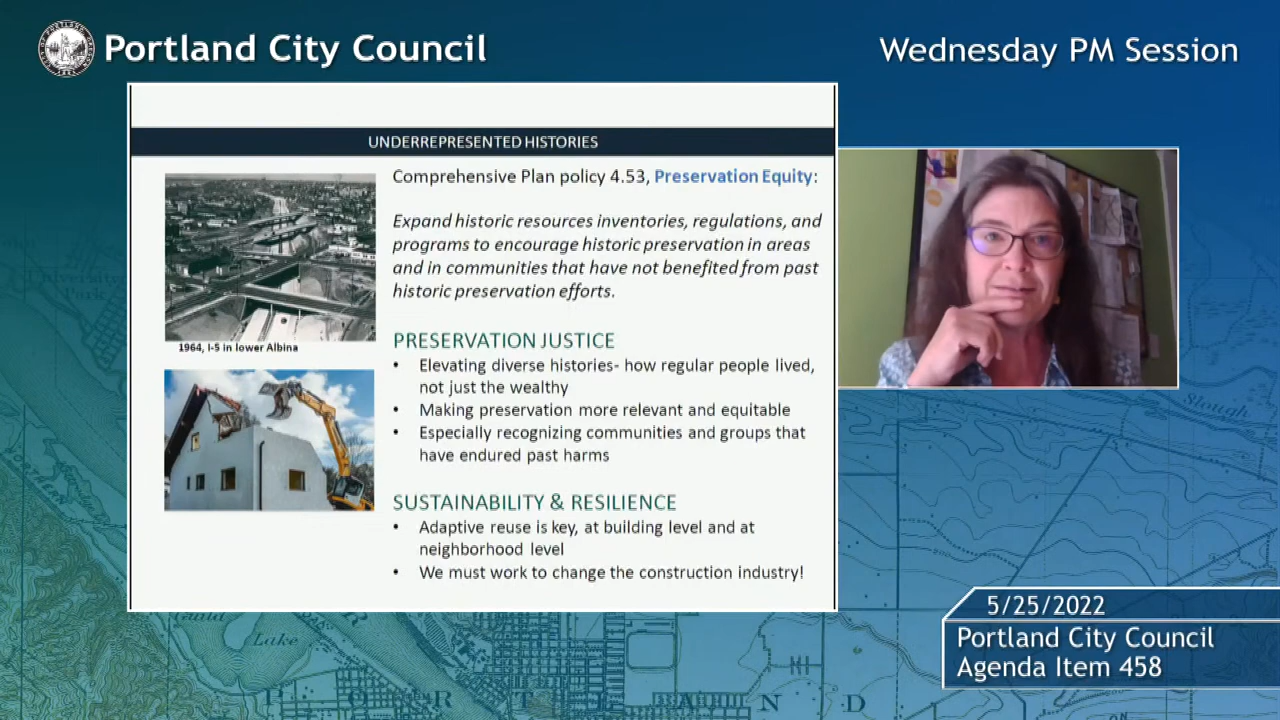 Portland City Council
Wednesday PM Session
UNDERREPRESENTED HISTORIES
Comprehensive Plan policy 4.53, Preservation Equity:
Expand historic resources inventories, regulations, and
programs to encourage historic preservation in areas
and in communities that have not benefited from past
historic preservation efforts.
1964, I-5 in lower Albina
PRESERVATION JUSTICE
• Elevating diverse histories- how regular people lived,
not just the wealthy
• Making preservation more relevant and equitable
• Especially recognizing communities and groups that
have endured past harms
SUSTAINABILITY & RESILIENCE
• Adaptive reuse is key, at building level and at
neighborhood level
• We must work to change the construction industry!
5/25/2022
Portland City Council
Agenda Item 458
Slough
Guild
Lake
P O R T L A N D